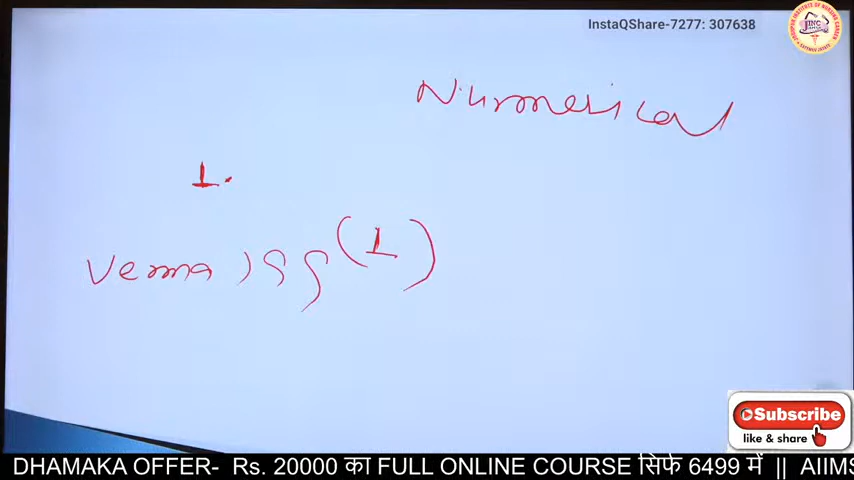 InstaQShare-7277: 307638
JINC
Numerical
1.
Verma (1)
Subscribe
like & share
DHAMAKA OFFER- Rs. 20000 का FULL ONLINE COURSE सिर्फ 6499 में || AIIMS